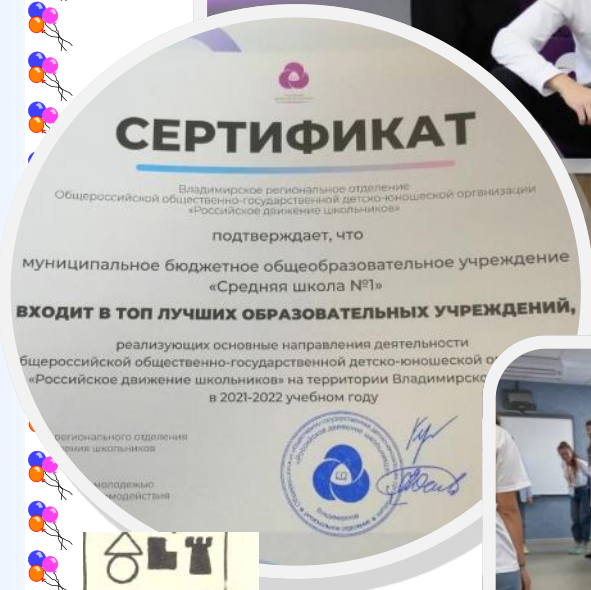 СЕРТИФИКАТ
Владимирское региональное отделение
Общероссийской общественно-государственной детско-юношеской организации
«Российское движение школьников»
подтверждает, что
муниципальное бюджетное общеобразовательное учреждение
«Средняя школа №1»
ВХОДИТ В ТОП ЛУЧШИХ ОБРАЗОВАТЕЛЬНЫХ УЧРЕЖДЕНИЙ,
реализующих основные направления деятельности
бщероссийской общественно-государственной детско-юношеской
«Российское движение школьников» на территории Владимирско
в 2021-2022 учебном году
регионального отделения
школьников
молодежью
модействия